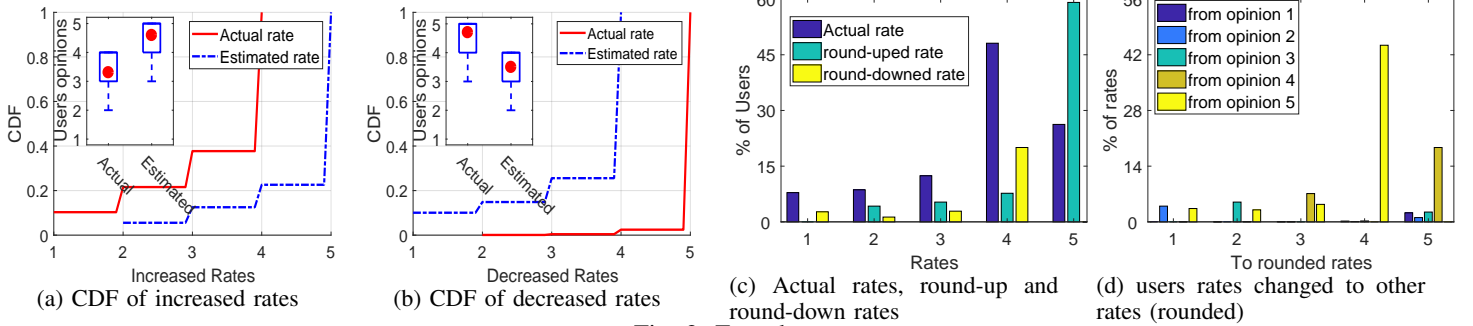 1
0.8
0.6
0.4
0.2
0
CDF
Users opinions
5
4
3
2
1
Actual
Estimated
Actual rate
Estimated rate
1 2 3 4 5
Increased Rates
(a) CDF of increased rates
1
0.8
0.6
0.4
0.2
0
CDF
Users opinions
5
4
3
2
1
Actual
Estimated
Actual rate
Estimated rate
1 2 3 4 5
Decreased Rates
(b) CDF of decreased rates
60
45
30
15
0
% of Users
Actual rate
round-uped rate
round-downed rate
1 2 3 4 5
Rates
(c) Actual rates, round-up and
round-down rates
56
42
28
14
0
% of rates
from opinion 1
from opinion 2
from opinion 3
from opinion 4
from opinion 5
1 2 3 4 5
To rounded rates
(d) users rates changed to other
rates (rounded)